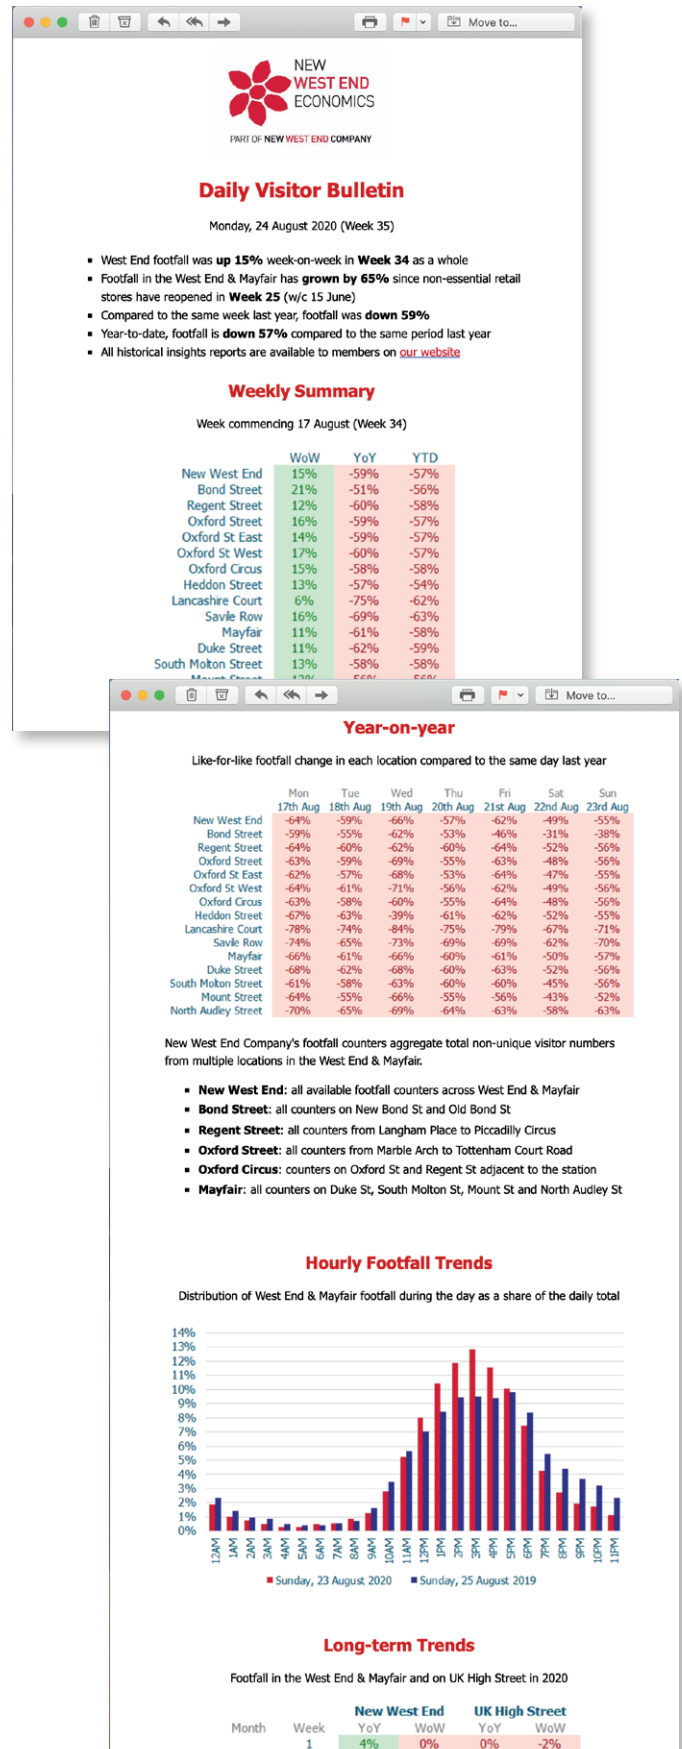 Move to...
NEW
WEST END
ECONOMICS
PART OF NEW WEST END COMPANY
Daily Visitor Bulletin
Monday, 24 August 2020 (Week 35)
▪ West End footfall was up 15% week-on-week in Week 34 as a whole
▪ Footfall in the West End & Mayfair has grown by 65% since non-essential retail
stores have reopened in Week 25 (w/c 15 June)
▪ Compared to the same week last year, footfall was down 59%
▪ Year-to-date, footfall is down 57% compared to the same period last year
▪ All historical insights reports are available to members on our website
Weekly Summary
Week commencing 17 August (Week 34)
WoW YoY YTD
New West End 15% -59% -57%
Bond Street 21% -51% -56%
Regent Street 12% -60% -58%
Oxford Street 16% -59% -57%
Oxford St East 14% -59% -57%
Oxford St West 17% -60% -57%
Oxford Circus 15% -58% -58%
Heddon Street 13% -57% -54%
Lancashire Court 6% -75% -62%
Savile Row 16% -69% -63%
Mayfair 11% -61% -58%
Duke Street 11% -62% -59%
South Molton Street 13% -58% -58%
Mount Street 13% -56% -56%
Move to...
Year-on-year
Like-for-like footfall change in each location compared to the same day last year
Mon Tue Wed Thu Fri Sat Sun
17th Aug 18th Aug 19th Aug 20th Aug 21st Aug 22nd Aug 23rd Aug
New West End -64% -59% -66% -57% -62% -49% -55%
Bond Street -59% -55% -62% -53% -46% -31% -38%
Regent Street -64% -60% -62% -60% -64% -52% -56%
Oxford Street -63% -59% -69% -55% -63% -48% -56%
Oxford St East -62% -57% -68% -53% -64% -47% -55%
Oxford St West -64% -61% -71% -56% -62% -49% -56%
Oxford Circus -63% -58% -60% -55% -64% -48% -56%
Heddon Street -67% -63% -39% -61% -62% -52% -55%
Lancashire Court -78% -74% -84% -75% -79% -67% -71%
Savile Row -74% -65% -73% -69% -69% -62% -70%
Mayfair -66% -61% -66% -60% -61% -50% -57%
Duke Street -68% -62% -68% -60% -63% -52% -56%
South Molton Street -61% -58% -63% -60% -60% -45% -56%
Mount Street -64% -55% -66% -55% -56% -43% -52%
North Audley Street -70% -65% -69% -64% -63% -58% -63%
New West End Company's footfall counters aggregate total non-unique visitor numbers
from multiple locations in the West End & Mayfair.
▪ New West End: all available footfall counters across West End & Mayfair
▪ Bond Street: all counters on New Bond St and Old Bond St
▪ Regent Street: all counters from Langham Place to Piccadilly Circus
▪ Oxford Street: all counters from Marble Arch to Tottenham Court Road
▪ Oxford Circus: counters on Oxford St and Regent St adjacent to the station
▪ Mayfair: all counters on Duke St, South Molton St, Mount St and North Audley St
Hourly Footfall Trends
Distribution of West End & Mayfair footfall during the day as a share of the daily total
14%
13%
12%
11%
10%
9%
8%
7%
6%
5%
4%
3%
2%
1%
0%
12AM 1AM 2AM 3AM 4AM 5AM 6AM 7AM 8AM 9AM 10AM 11AM 12PM 1PM 2PM 3PM 4PM 5PM 6PM 7PM 8PM 9PM 10PM 11PM
Sunday, 23 August 2020 Sunday, 25 August 2019
Long-term Trends
Footfall in the West End & Mayfair and on UK High Street in 2020
New West End UK High Street
Month Week YoY WoW YoY WoW
1 4% 0% 0% -2%